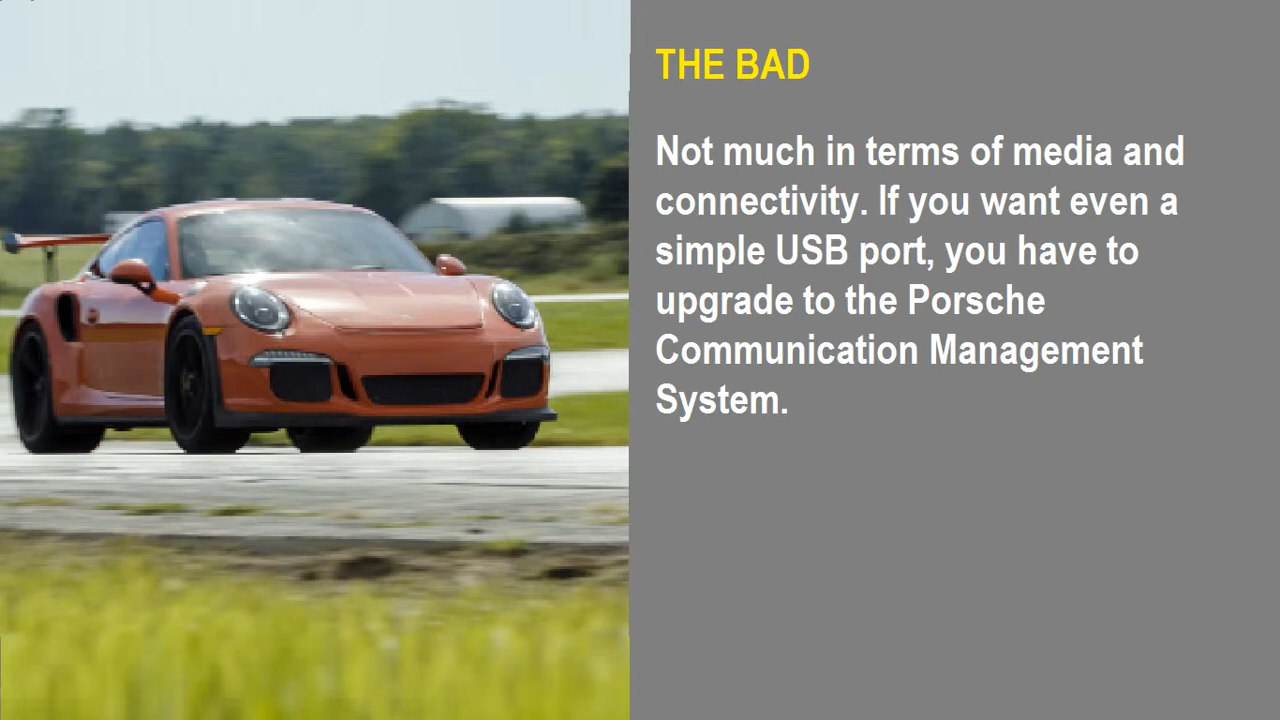 THE BAD
Not much in terms of media and
connectivity. If you want even a
simple USB port, you have to
upgrade to the Porsche
Communication Management
System.